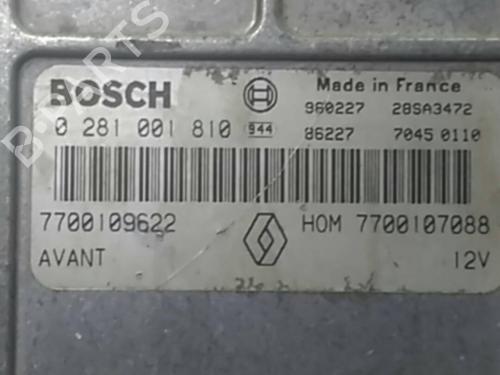 B-PARTS
BOSCH
Made in France
960227 28SA3472
0 281 001 810 944 86227 7045 0110
7700109622 HOM 7700107088
AVANT 12V